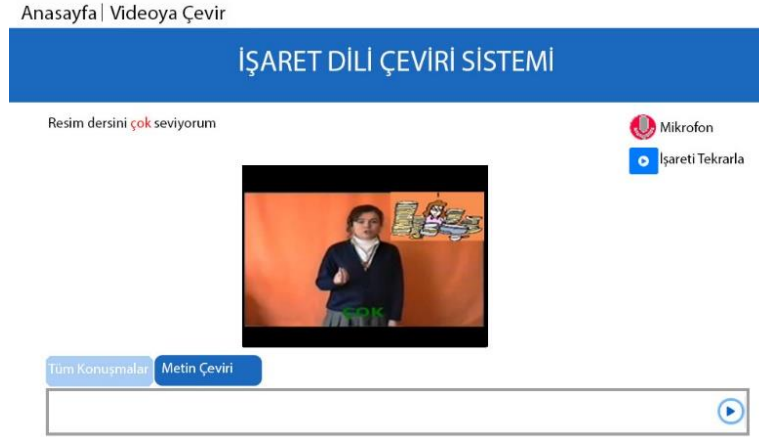 Anasayfa| Videoya Çevir
İŞARET DİLİ ÇEVİRİ SİSTEMİ
Resim dersini çok seviyorum
Mikrofon
İşareti Tekrarla
ÇOK
Tüm Konuşmalar
Metin Çeviri